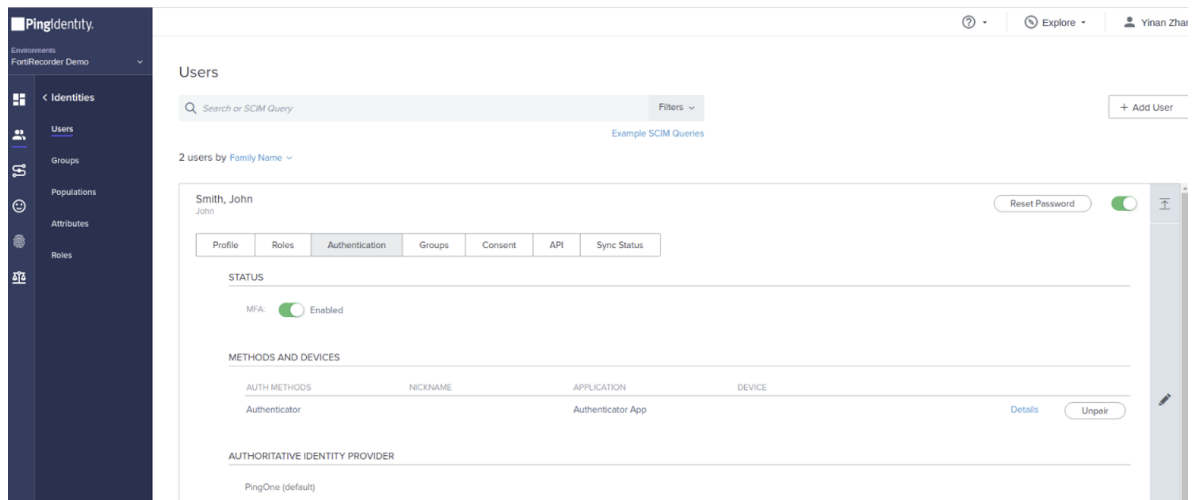 PingIdentity.
Explore
Yinan Zhan
Environments
FortiRecorder Demo
Identities
Users
Groups
Populations
Attributes
Roles
Users
Search or SCIM Query
Filters
+ Add User
Example SCIM Queries
2 users by Family Name
Smith, John
John
Reset Password
Profile Roles Authentication Groups Consent API Sync Status
STATUS
MFA: Enabled
METHODS AND DEVICES
AUTH METHODS NICKNAME APPLICATION DEVICE
Authenticator Authenticator App Details Unpair
AUTHORITATIVE IDENTITY PROVIDER
PingOne (default)